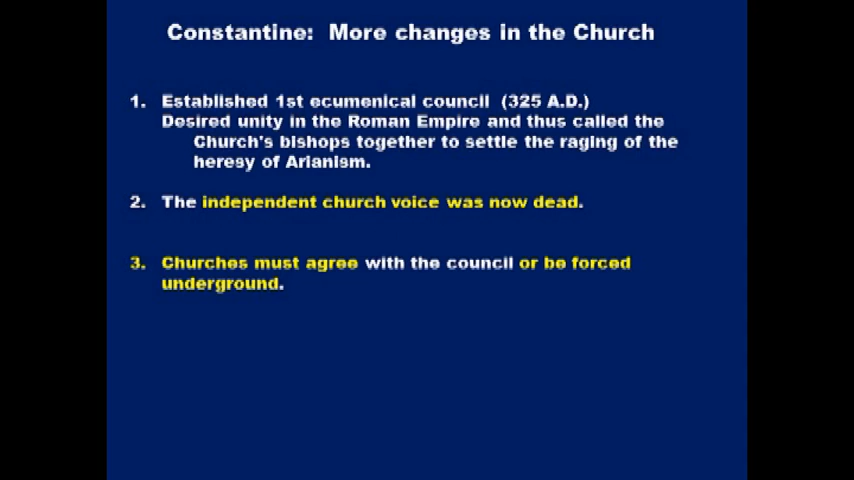 Constantine: More changes in the Church
1. Established 1st ecumenical council (325 A.D.)
Desired unity in the Roman Empire and thus called the
Church's bishops together to settle the raging of the
heresy of Arianism.
2. The independent church voice was now dead.
3. Churches must agree with the council or be forced
underground.